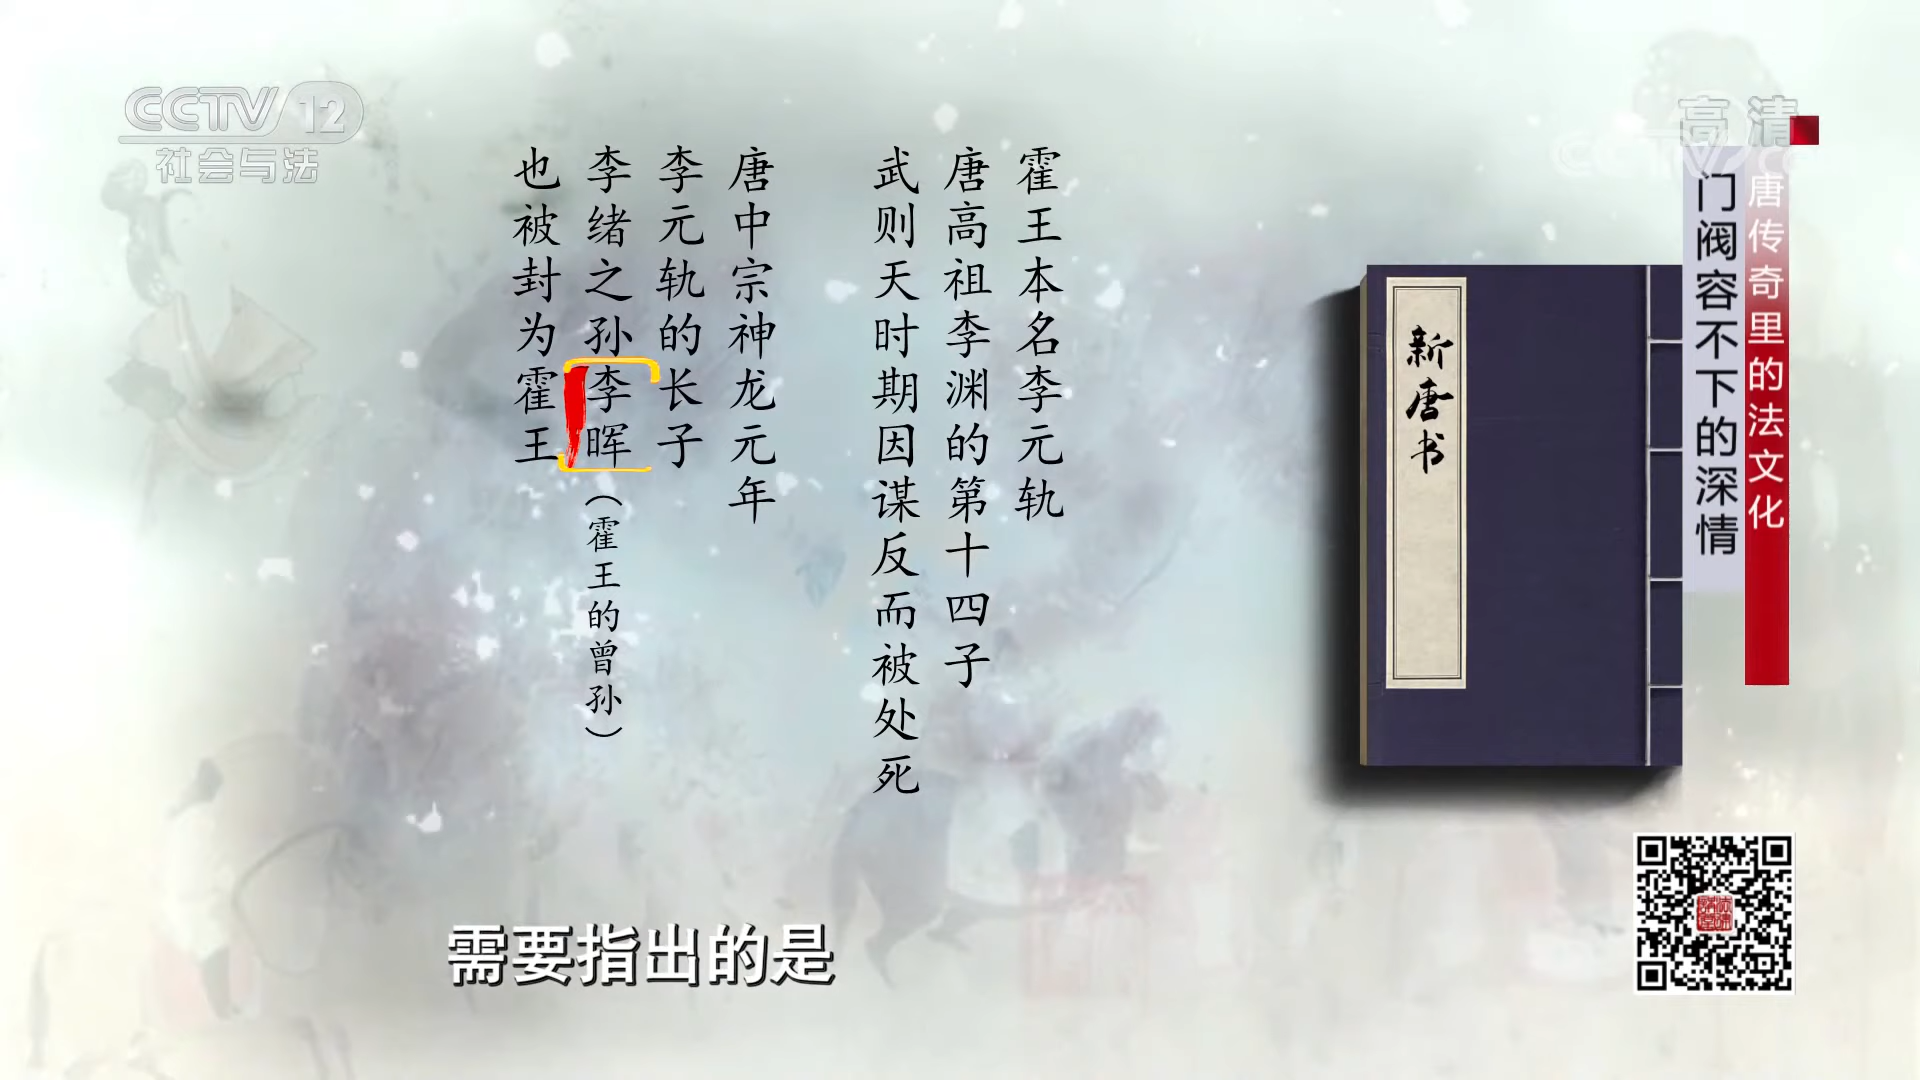 CCTV 12
社会与法
高清
唐传奇里的法文化
门阀容不下的深情
新唐书
霍王本名李元轨
唐高祖李渊的第十四子
武则天时期因谋反而被处死
唐中宗神龙元年
李元轨的长子
李绪之孙李晖（霍王的曾孙）
也被封为霍王
需要指出的是